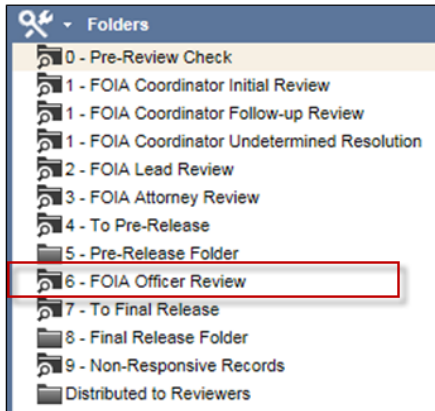 Folders
0 - Pre-Review Check
1 - FOIA Coordinator Initial Review
1 - FOIA Coordinator Follow-up Review
1 - FOIA Coordinator Undetermined Resolution
2 - FOIA Lead Review
3 - FOIA Attorney Review
4 - To Pre-Release
5 - Pre-Release Folder
6 - FOIA Officer Review
7 - To Final Release
8 - Final Release Folder
9 - Non-Responsive Records
Distributed to Reviewers